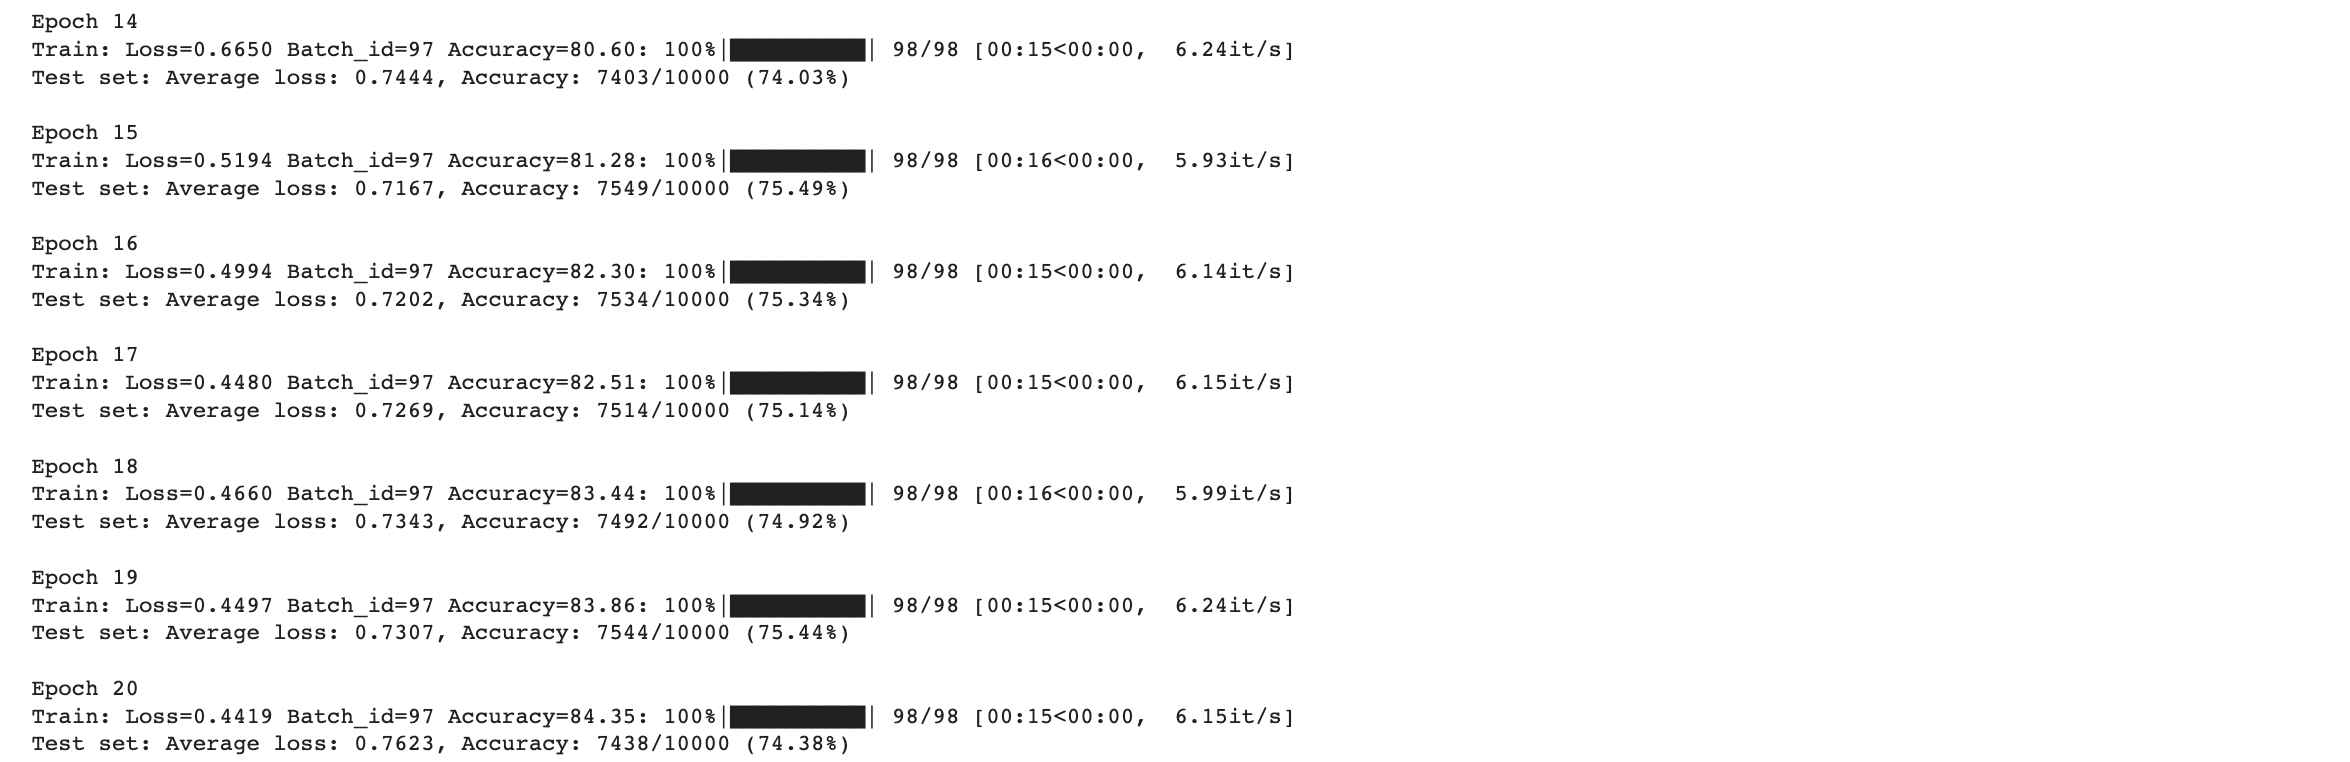 Epoch 14
Train: Loss=0.6650 Batch_id=97 Accuracy=80.60: 100%|██████████| 98/98 [00:15<00:00,  6.24it/s]
Test set: Average loss: 0.7444, Accuracy: 7403/10000 (74.03%)
Epoch 15
Train: Loss=0.5194 Batch_id=97 Accuracy=81.28: 100%|██████████| 98/98 [00:16<00:00,  5.93it/s]
Test set: Average loss: 0.7167, Accuracy: 7549/10000 (75.49%)
Epoch 16
Train: Loss=0.4994 Batch_id=97 Accuracy=82.30: 100%|██████████| 98/98 [00:15<00:00,  6.14it/s]
Test set: Average loss: 0.7202, Accuracy: 7534/10000 (75.34%)
Epoch 17
Train: Loss=0.4480 Batch_id=97 Accuracy=82.51: 100%|██████████| 98/98 [00:15<00:00,  6.15it/s]
Test set: Average loss: 0.7269, Accuracy: 7514/10000 (75.14%)
Epoch 18
Train: Loss=0.4660 Batch_id=97 Accuracy=83.44: 100%|██████████| 98/98 [00:16<00:00,  5.99it/s]
Test set: Average loss: 0.7343, Accuracy: 7492/10000 (74.92%)
Epoch 19
Train: Loss=0.4497 Batch_id=97 Accuracy=83.86: 100%|██████████| 98/98 [00:15<00:00,  6.24it/s]
Test set: Average loss: 0.7307, Accuracy: 7544/10000 (75.44%)
Epoch 20
Train: Loss=0.4419 Batch_id=97 Accuracy=84.35: 100%|██████████| 98/98 [00:15<00:00,  6.15it/s]
Test set: Average loss: 0.7623, Accuracy: 7438/10000 (74.38%)